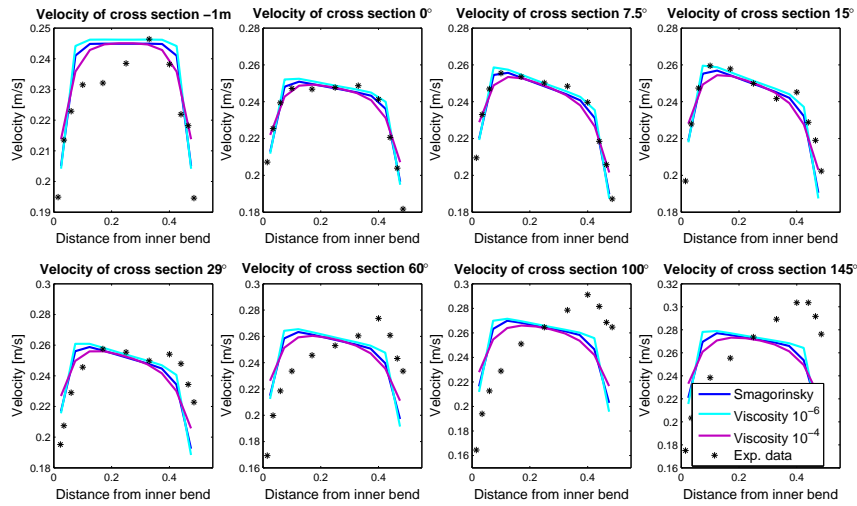 Velocity of cross section −1m
Velocity of cross section 0°
Velocity of cross section 7.5°
Velocity of cross section 15°
Velocity [m/s]
0.25
0.24
0.23
0.22
0.21
0.2
0.19
0
0.2
0.4
Distance from inner bend
Velocity [m/s]
0.28
0.26
0.24
0.22
0.2
0.18
0
0.2
0.4
Distance from inner bend
Velocity [m/s]
0.28
0.26
0.24
0.22
0.2
0.18
0
0.2
0.4
Distance from inner bend
Velocity [m/s]
0.28
0.26
0.24
0.22
0.2
0.18
0
0.2
0.4
Distance from inner bend
Velocity of cross section 29°
Velocity of cross section 60°
Velocity of cross section 100°
Velocity of cross section 145°
Velocity [m/s]
0.3
0.28
0.26
0.24
0.22
0.2
0.18
0
0.2
0.4
Distance from inner bend
Velocity [m/s]
0.3
0.28
0.26
0.24
0.22
0.2
0.18
0.16
0
0.2
0.4
Distance from inner bend
Velocity [m/s]
0.3
0.28
0.26
0.24
0.22
0.2
0.18
0.16
0
0.2
0.4
Distance from inner bend
Velocity [m/s]
0.32
0.3
0.28
0.26
0.24
0.22
0.2
0.18
0.16
0
0.2
0.4
Distance from inner bend
Smagorinsky
Viscosity 10⁻⁶
Viscosity 10⁻⁴
Exp. data